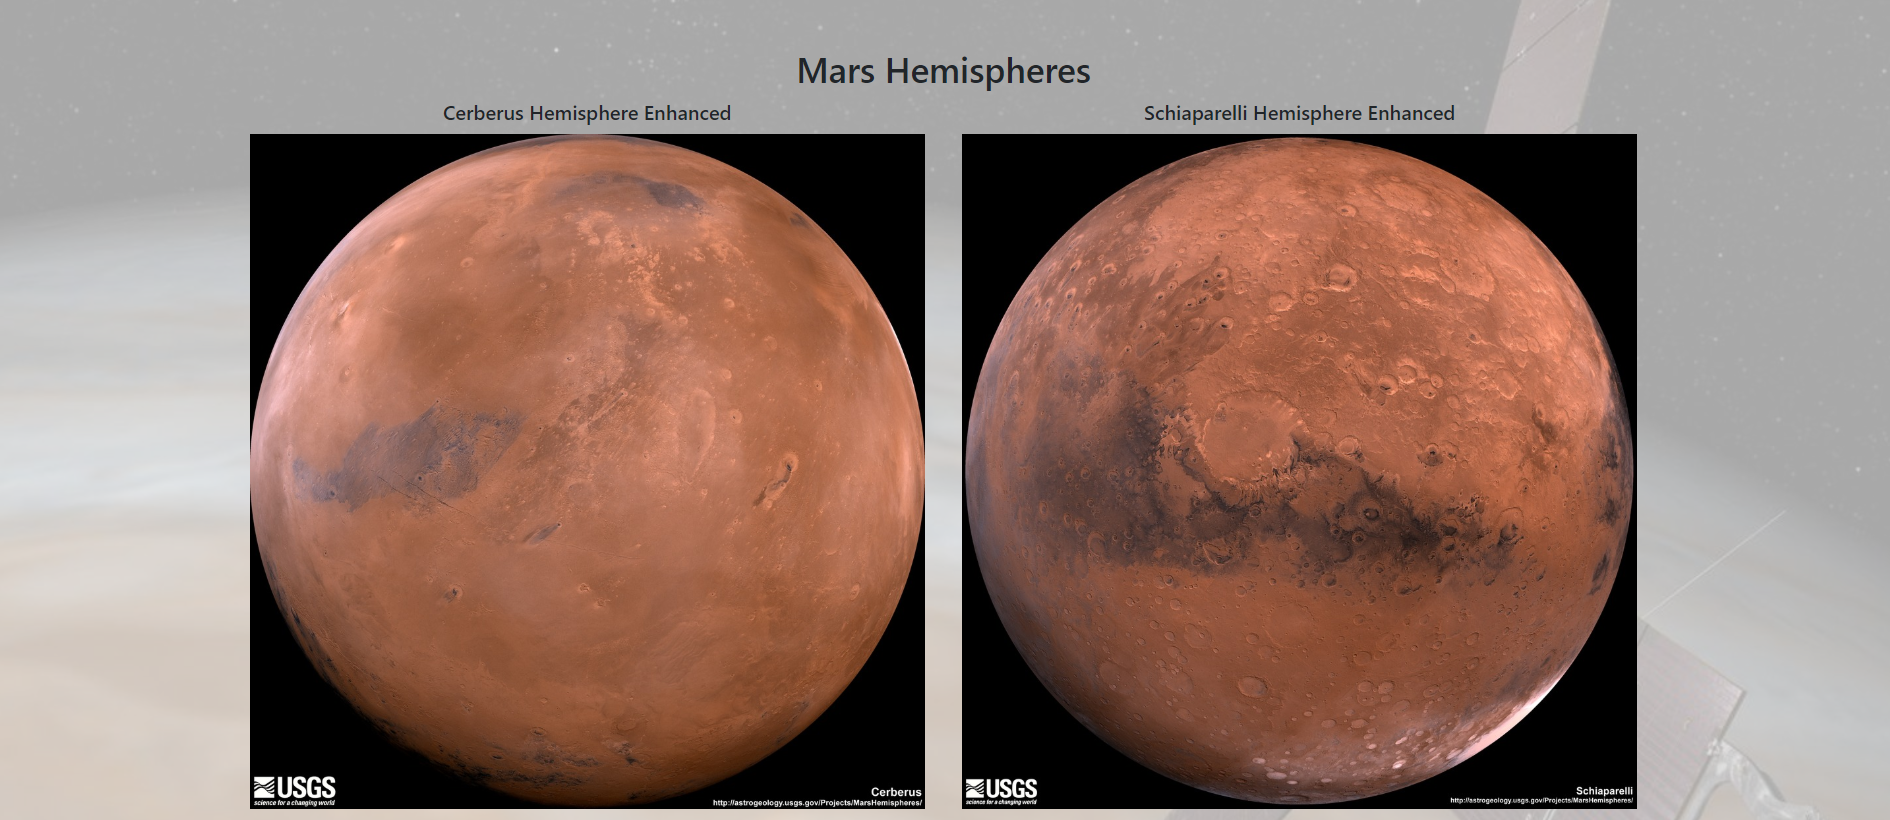 Mars Hemispheres
Cerberus Hemisphere Enhanced
Schiaparelli Hemisphere Enhanced
USGS
science for a changing world
Cerberus
http://astrogeology.usgs.gov/Projects/MarsHemispheres/
USGS
science for a changing world
Schiaparelli
http://astrogeology.usgs.gov/Projects/MarsHemispheres/